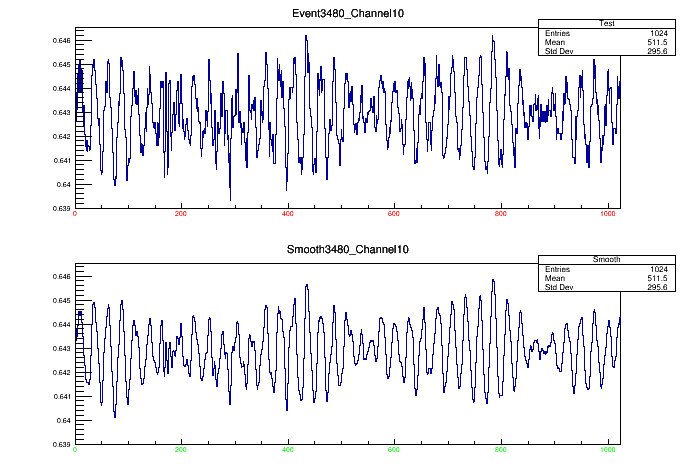 Event3480_Channel10
Test
Entries 1024
Mean 511.5
Std Dev 295.6
0.646
0.645
0.644
0.643
0.642
0.641
0.64
0.639
0 200 400 600 800 1000
Smooth3480_Channel10
Smooth
Entries 1024
Mean 511.5
Std Dev 295.6
0.646
0.645
0.644
0.643
0.642
0.641
0.64
0.639
0 200 400 600 800 1000